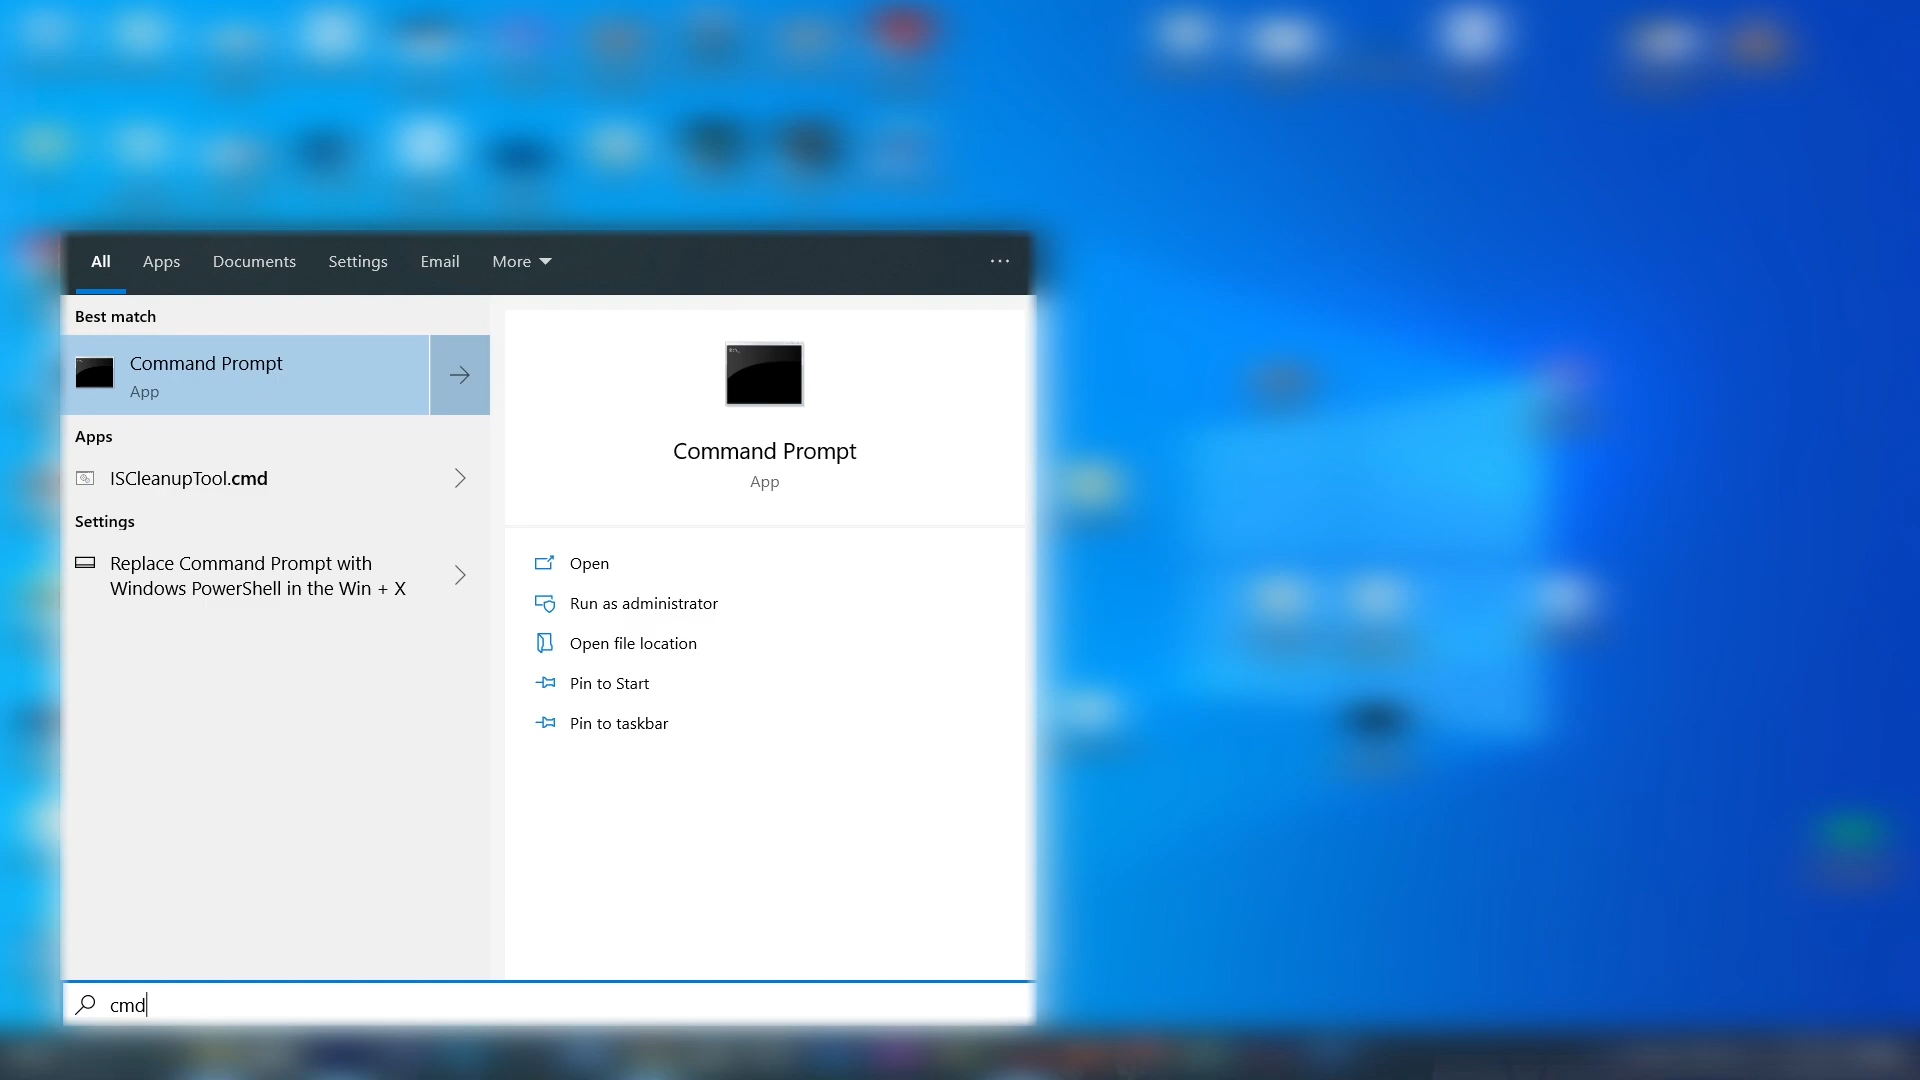 All Apps Documents Settings Email More ...
Best match
Command Prompt
App
Apps
ISCleanupTool.cmd
Settings
Replace Command Prompt with
Windows PowerShell in the Win + X
Command Prompt
App
Open
Run as administrator
Open file location
Pin to Start
Pin to taskbar
cmd